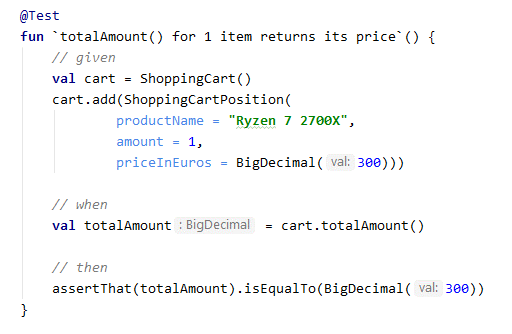 @Test
fun `totalAmount() for 1 item returns its price`() {
// given
val cart = ShoppingCart()
cart.add(ShoppingCartPosition(
productName = "Ryzen 7 2700X",
amount = 1,
priceInEuros = BigDecimal( val: 300)))
// when
val totalAmount : BigDecimal = cart.totalAmount()
// then
assertThat(totalAmount).isEqualTo(BigDecimal( val: 300))
}